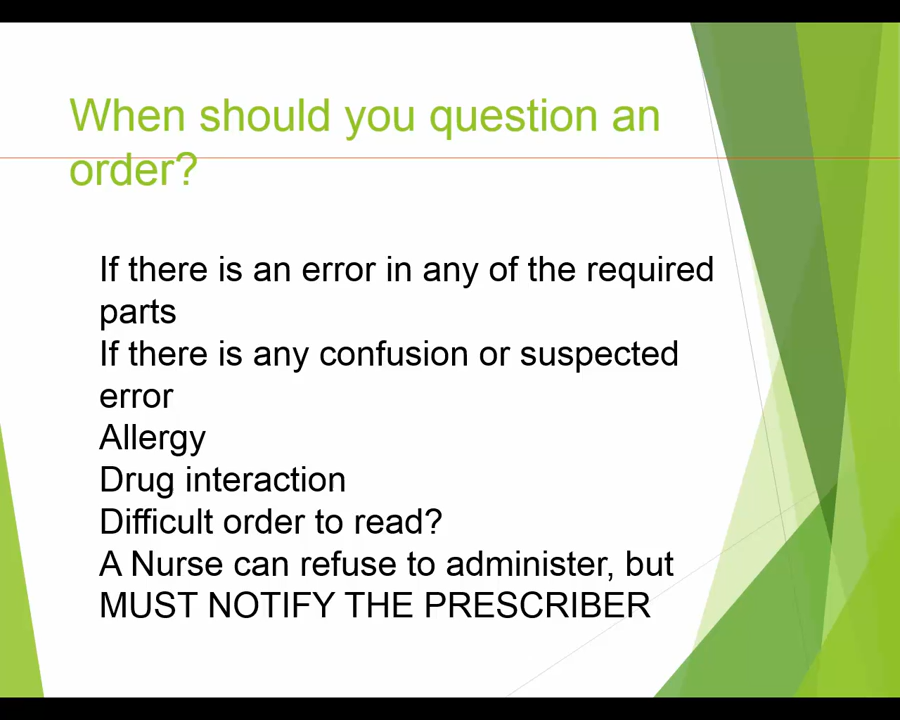 When should you question an
order?
If there is an error in any of the required
parts
If there is any confusion or suspected
error
Allergy
Drug interaction
Difficult order to read?
A Nurse can refuse to administer, but
MUST NOTIFY THE PRESCRIBER